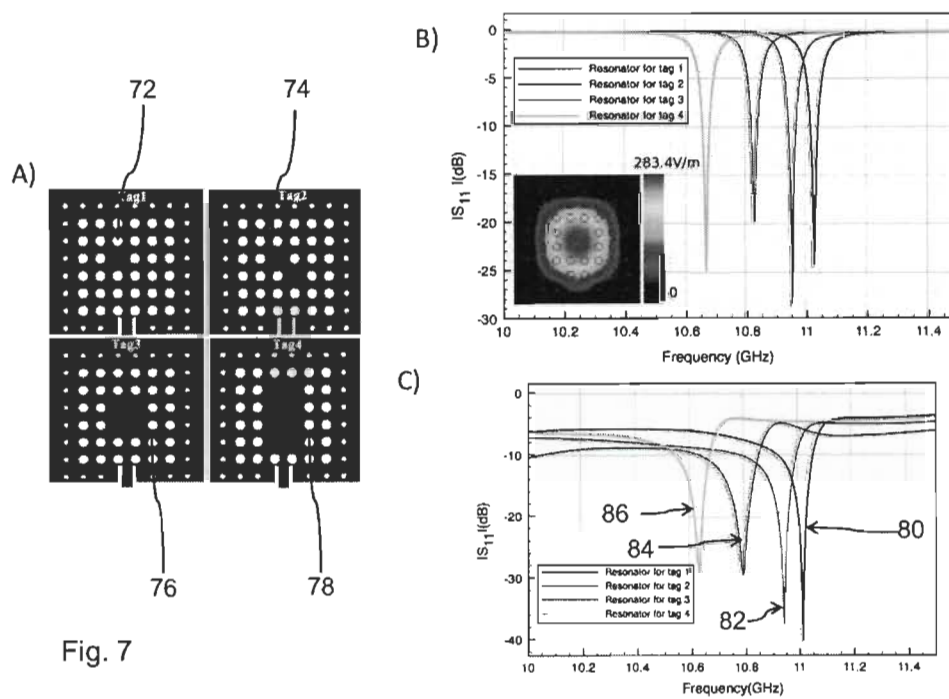 72
74
A)
Tag1
Tag2
Tag3
Tag4
76
78
Fig. 7
B)
0
-5
-10
-15
-20
-25
-30
Resonator for tag 1
Resonator for tag 2
Resonator for tag 3
Resonator for tag 4
283.4V/m
0
|S11|(dB)
10
10.2
10.4
10.6
10.8
11
11.2
11.4
Frequency (GHz)
C)
0
-10
-20
-30
-40
86
84
82
80
Resonator for tag 1
Resonator for tag 2
Resonator for tag 3
Resonator for tag 4
|S11|(dB)
10
10.2
10.4
10.6
10.8
11
11.2
11.4
Frequency(GHz)